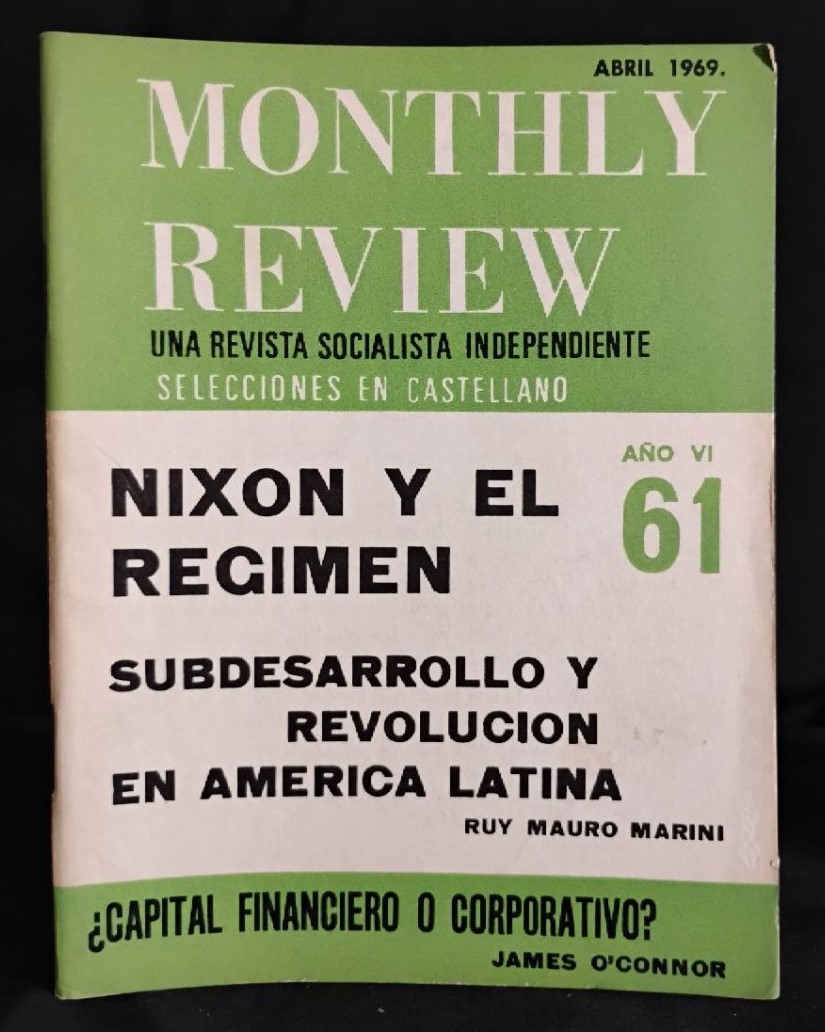 ABRIL 1969.
MONTHLY
REVIEW
UNA REVISTA SOCIALISTA INDEPENDIENTE
SELECCIONES EN CASTELLANO
AÑO VI
61
NIXON Y EL
REGIMEN
SUBDESARROLLO Y
REVOLUCION
EN AMERICA LATINA
RUY MAURO MARINI
¿CAPITAL FINANCIERO O CORPORATIVO?
JAMES O'CONNOR